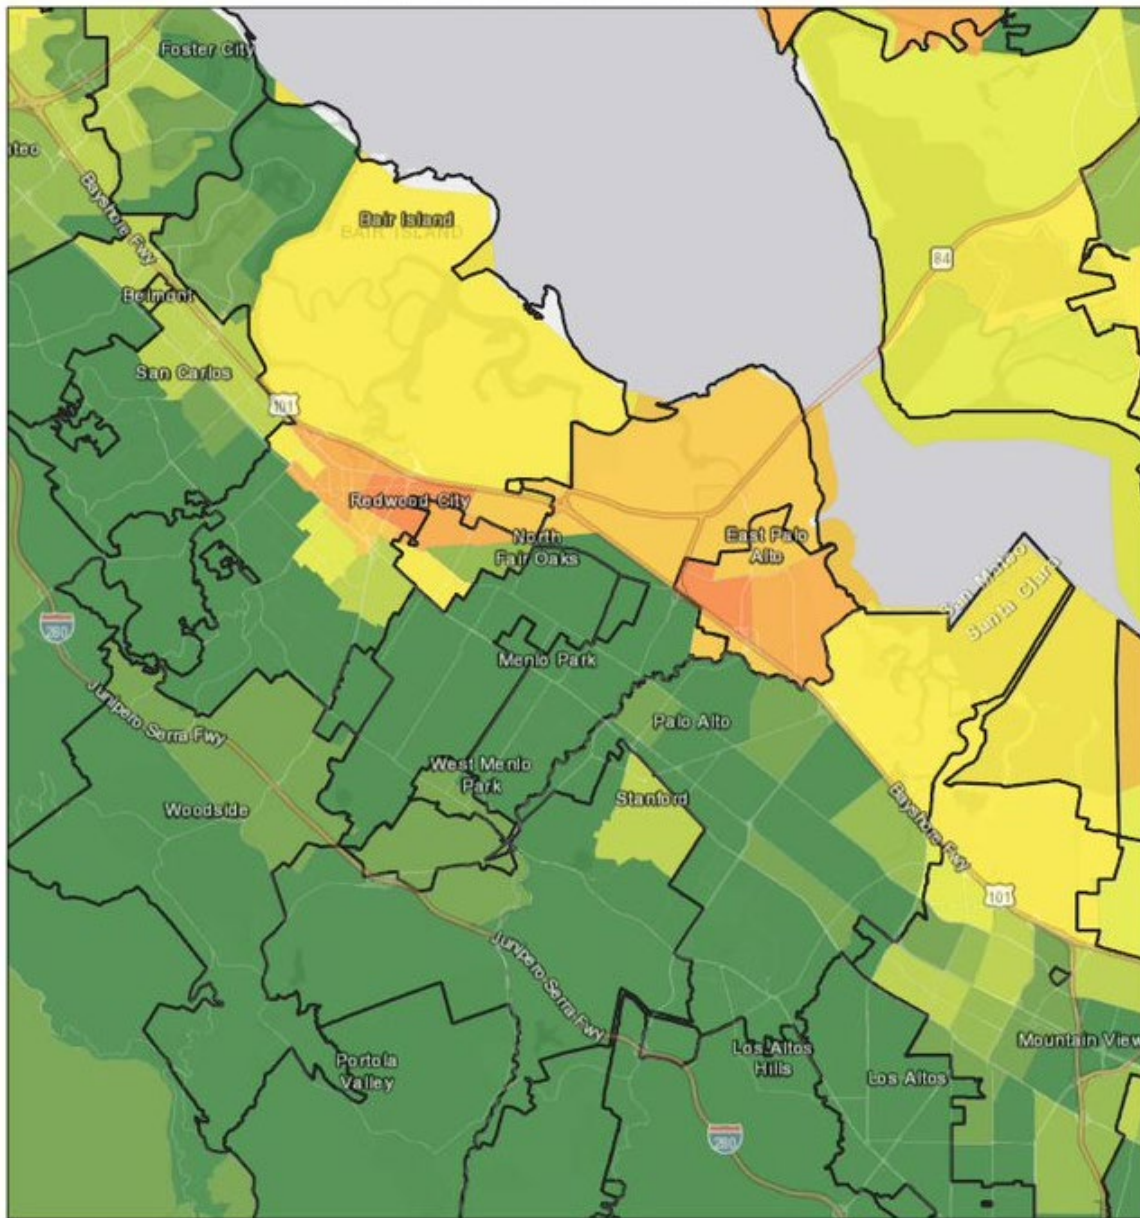 Foster City
ateo
Bayshore Fwy
Bair Island
BAIR ISLAND
84
Belmont
San Carlos
101
Redwood City
North
Fair Oaks
East Palo
Alto
San Mateo
Santa Clara
280
Menlo Park
Junipero Serra Fwy
Palo Alto
West Menlo
Park
Stanford
Woodside
Bayshore Fwy
101
Junipero Serra Fwy
Portola
Valley
Los Altos
Hills
Los Altos
Mountain View
280